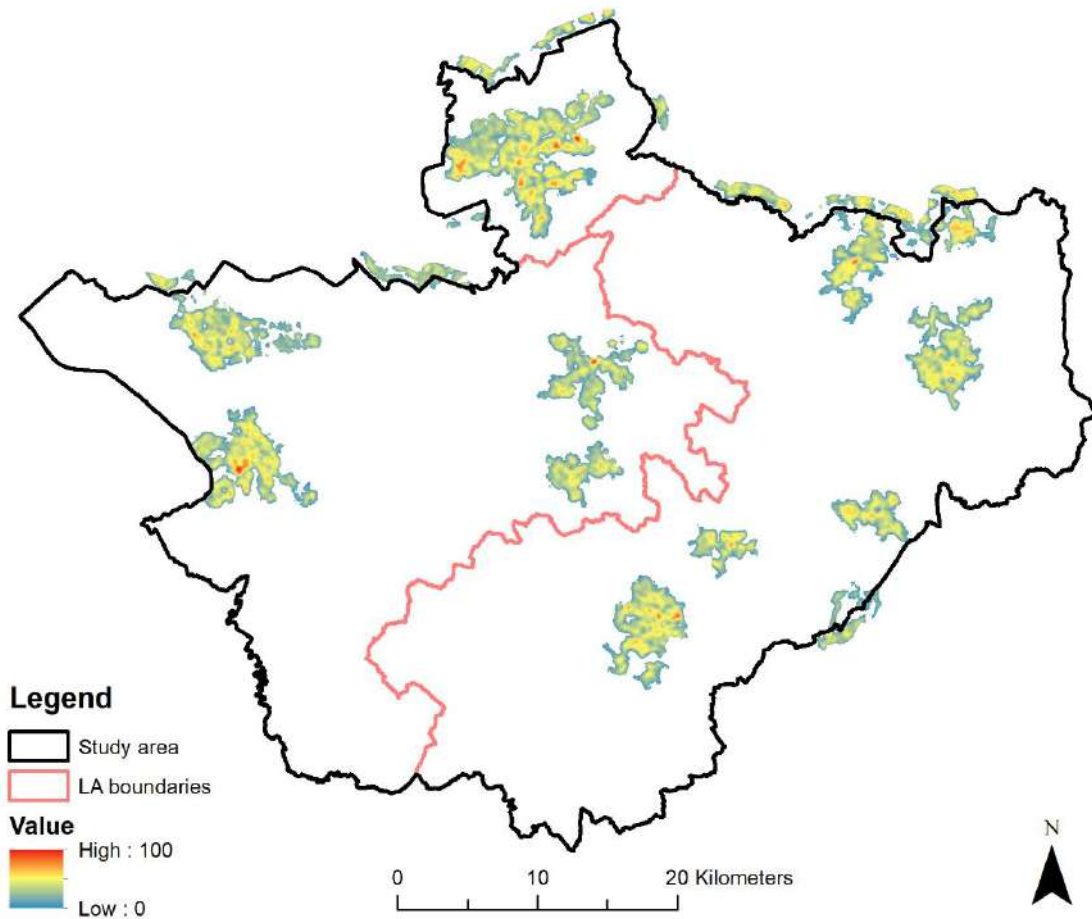 Legend
Study area
LA boundaries
Value
High : 100
Low : 0
0 10 20 Kilometers
N